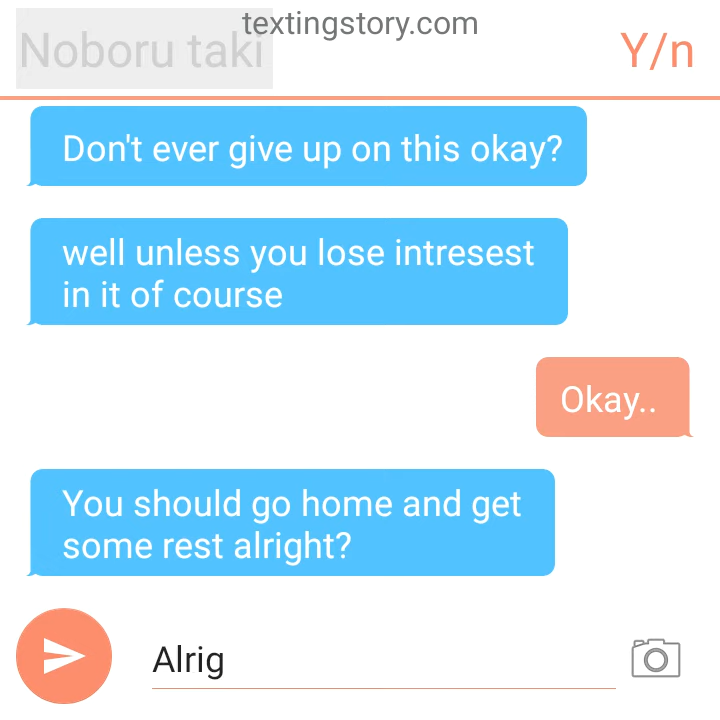 textingstory.com
Noboru taki
Y/n
Don't ever give up on this okay?
well unless you lose intresest
in it of course
Okay..
You should go home and get
some rest alright?
Alrig